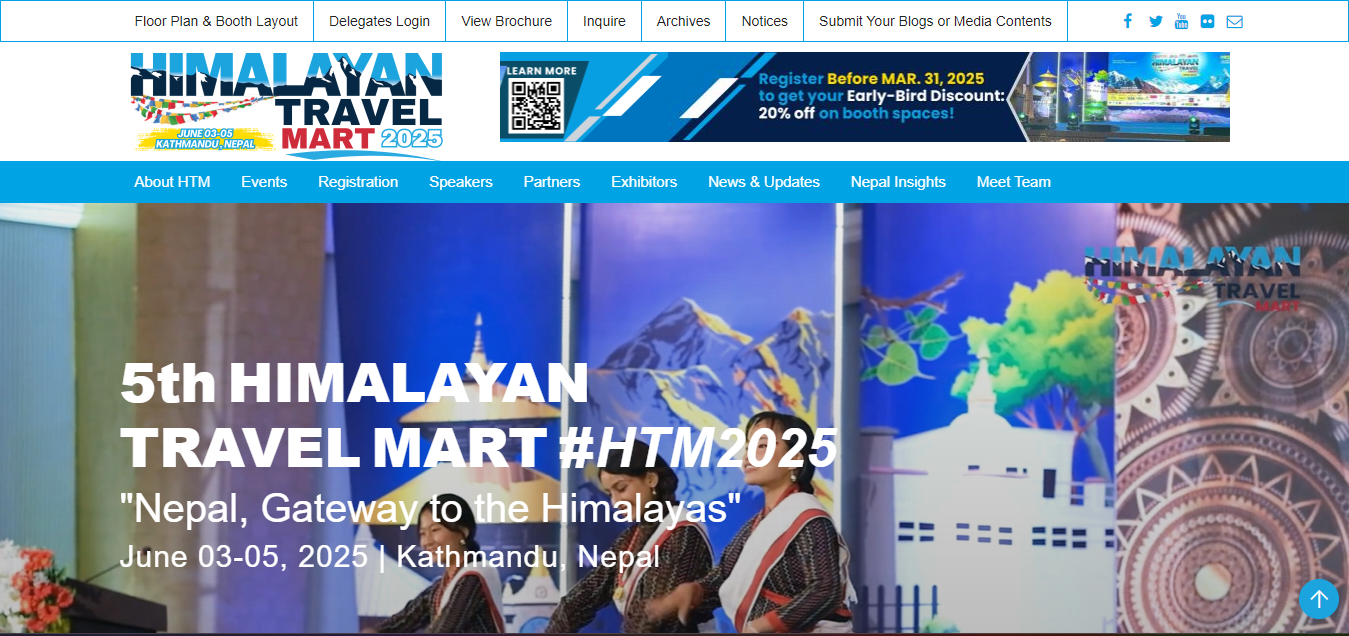 Floor Plan & Booth Layout
Delegates Login
View Brochure
Inquire
Archives
Notices
Submit Your Blogs or Media Contents
You
Tube
HIMALAYAN
TRAVEL
MART 2025
JUNE 03-05
KATHMANDU, NEPAL
LEARN MORE
Register Before MAR. 31, 2025
to get your Early-Bird Discount:
20% off on booth spaces!
About HTM
Events
Registration
Speakers
Partners
Exhibitors
News & Updates
Nepal Insights
Meet Team
HIMALAYAN
TRAVEL
MART
5th HIMALAYAN
TRAVEL MART #HTM2025
"Nepal, Gateway to the Himalayas"
June 03-05, 2025 | Kathmandu, Nepal